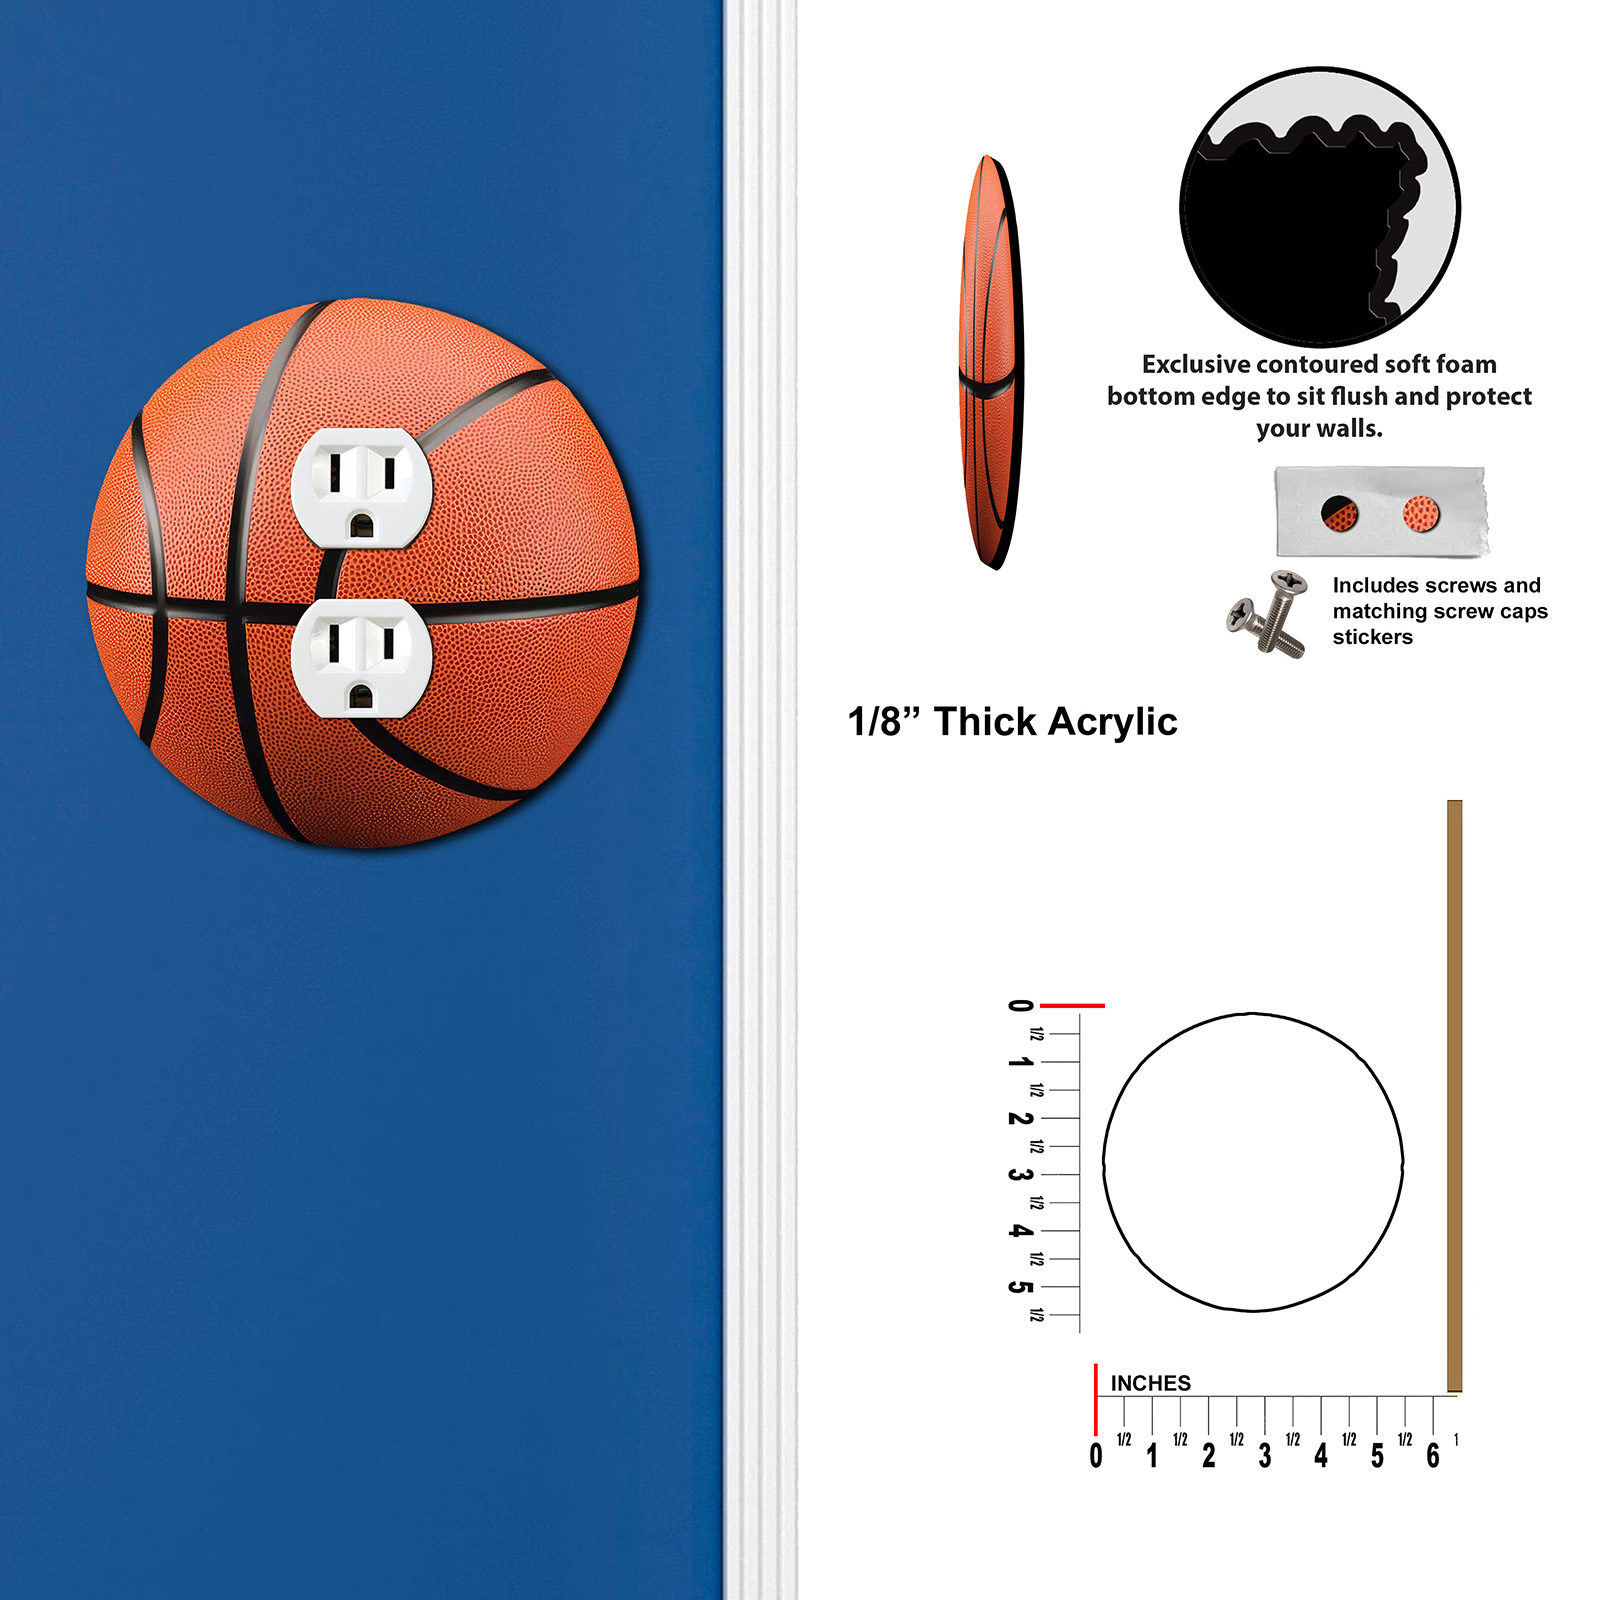 Exclusive contoured soft foam
bottom edge to sit flush and protect
your walls.
Includes screws and
matching screw caps
stickers
1/8” Thick Acrylic
0
1/2
1
1/2
2
1/2
3
1/2
4
1/2
5
1/2
INCHES
0 1/2 1 1/2 2 1/2 3 1/2 4 1/2 5 1/2 6 1